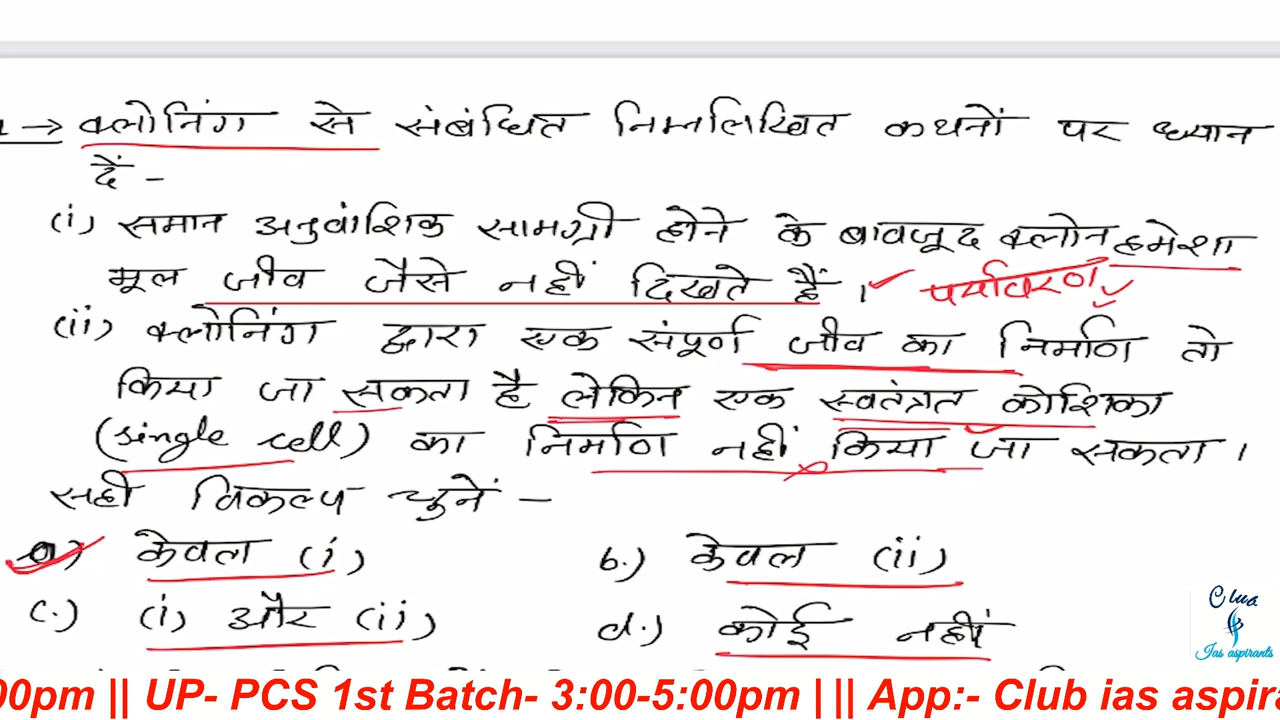 → क्लोनिंग से संबंधित निम्नलिखित कथनों पर ध्यान
दें -
(i) समान अनुवांशिक सामग्री होने के बावजूद क्लोन हमेशा
मूल जीव जैसे नहीं दिखते हैं। पर्यावरण
(ii) क्लोनिंग द्वारा एक संपूर्ण जीव का निर्माण तो
किया जा सकता है लेकिन एक स्वतंत्रत कोशिका
(single cell) का निर्माण नहीं किया जा सकता।
सही विकल्प चुनें -
a) केवल (i) b.) केवल (ii)
c.) (i) और (ii) d.) कोई नहीं
Club
Ias aspirants
00pm || UP- PCS 1st Batch- 3:00-5:00pm | || App:- Club ias aspira